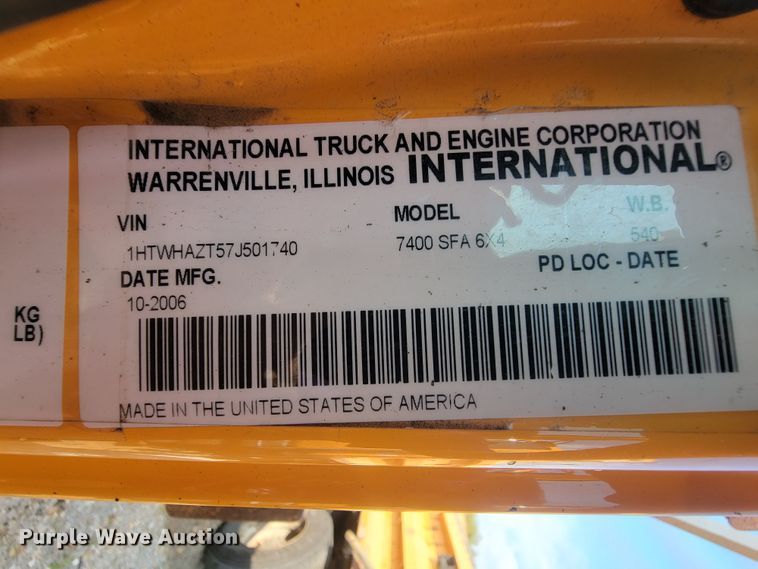 INTERNATIONAL TRUCK AND ENGINE CORPORATION
WARRENVILLE, ILLINOIS INTERNATIONAL®
VIN MODEL W.B.
1HTWHAZT57J501740 7400 SFA 6X4 540
DATE MFG. PD LOC - DATE
10-2006
KG
LB)
MADE IN THE UNITED STATES OF AMERICA
Purple Wave Auction